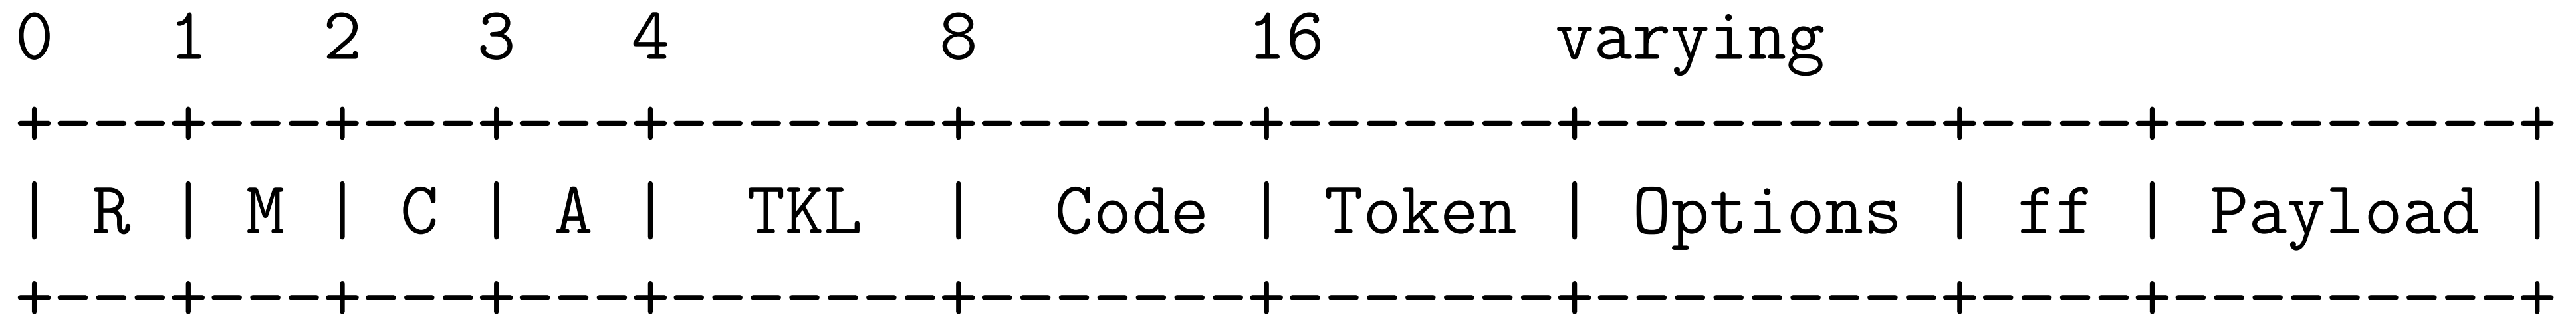 0   1   2   3   4       8       16      varying
+---+---+---+---+-------+-------+-------+---------+----+---------+
| R | M | C | A |  TKL  |  Code | Token | Options | ff | Payload |
+---+---+---+---+-------+-------+-------+---------+----+---------+